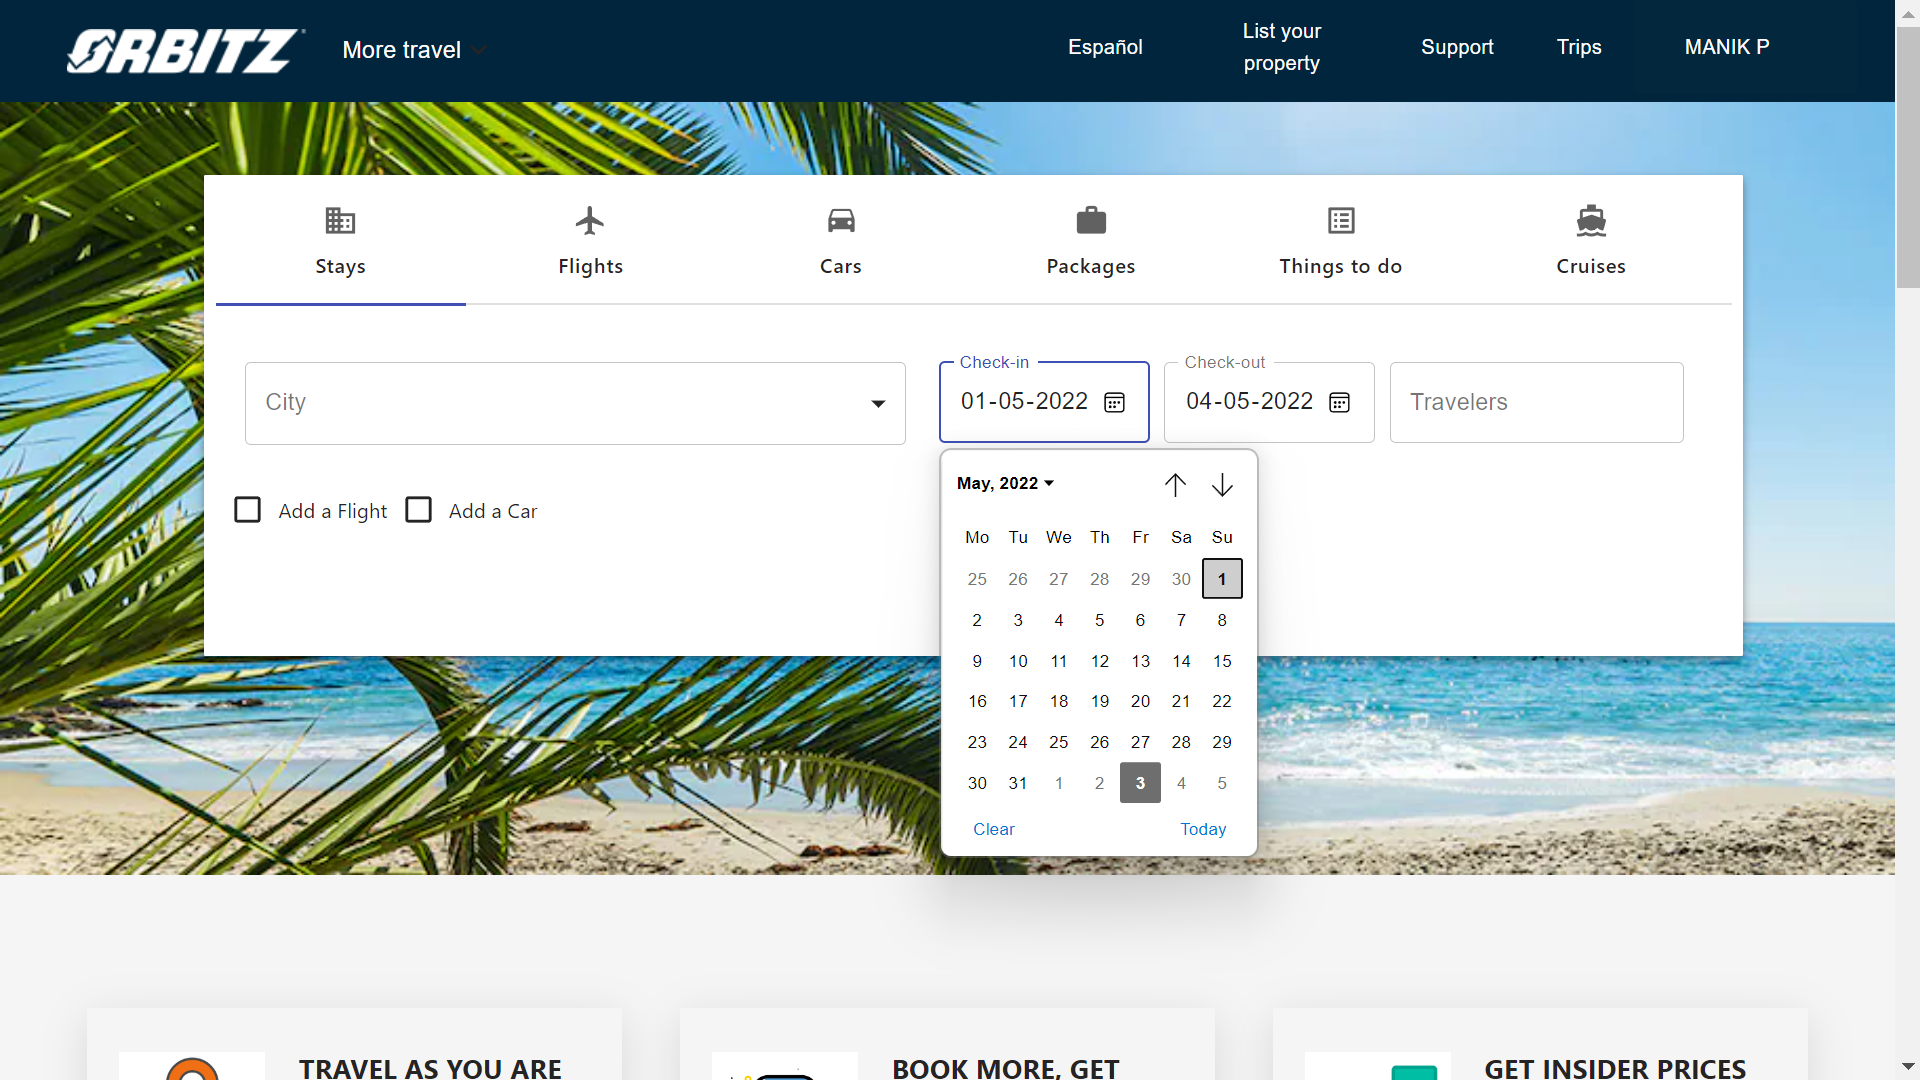 ORBITZ
More travel
Español
List your
property
Support
Trips
MANIK P
Stays
Flights
Cars
Packages
Things to do
Cruises
City
Check-in
01-05-2022
Check-out
04-05-2022
Travelers
Add a Flight
Add a Car
May, 2022
Mo Tu We Th Fr Sa Su
25 26 27 28 29 30 1
2 3 4 5 6 7 8
9 10 11 12 13 14 15
16 17 18 19 20 21 22
23 24 25 26 27 28 29
30 31 1 2 3 4 5
Clear
Today
TRAVEL AS YOU ARE
BOOK MORE, GET
GET INSIDER PRICES